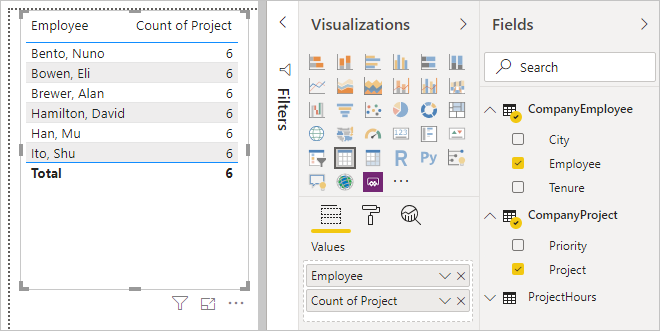 Employee Count of Project
Bento, Nuno 6
Bowen, Eli 6
Brewer, Alan 6
Hamilton, David 6
Han, Mu 6
Ito, Shu 6
Total 6
Filters
Visualizations
R Py
Values
Employee
Count of Project
Fields
Search
CompanyEmployee
City
Employee
Tenure
CompanyProject
Priority
Project
ProjectHours